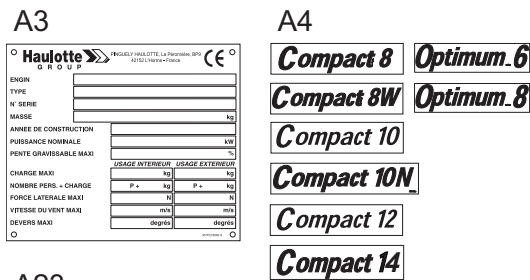 A3
Haulotte
GROUP
PINGUELY HAULOTTE, La Péronnière, BP9
42152 L'Horme - France
CE
ENGIN
TYPE
N° SERIE
MASSE kg
ANNEE DE CONSTRUCTION
PUISSANCE NOMINALE kW
PENTE GRAVISSABLE MAXI %
USAGE INTERIEUR USAGE EXTERIEUR
CHARGE MAXI kg kg
NOMBRE PERS. + CHARGE P + kg P + kg
FORCE LATERALE MAXI N N
VITESSE DU VENT MAXI m/s m/s
DEVERS MAXI degrés degrés
A4
Compact 8 Optimum 6
Compact 8W Optimum 8
Compact 10
Compact 10N
Compact 12
Compact 14